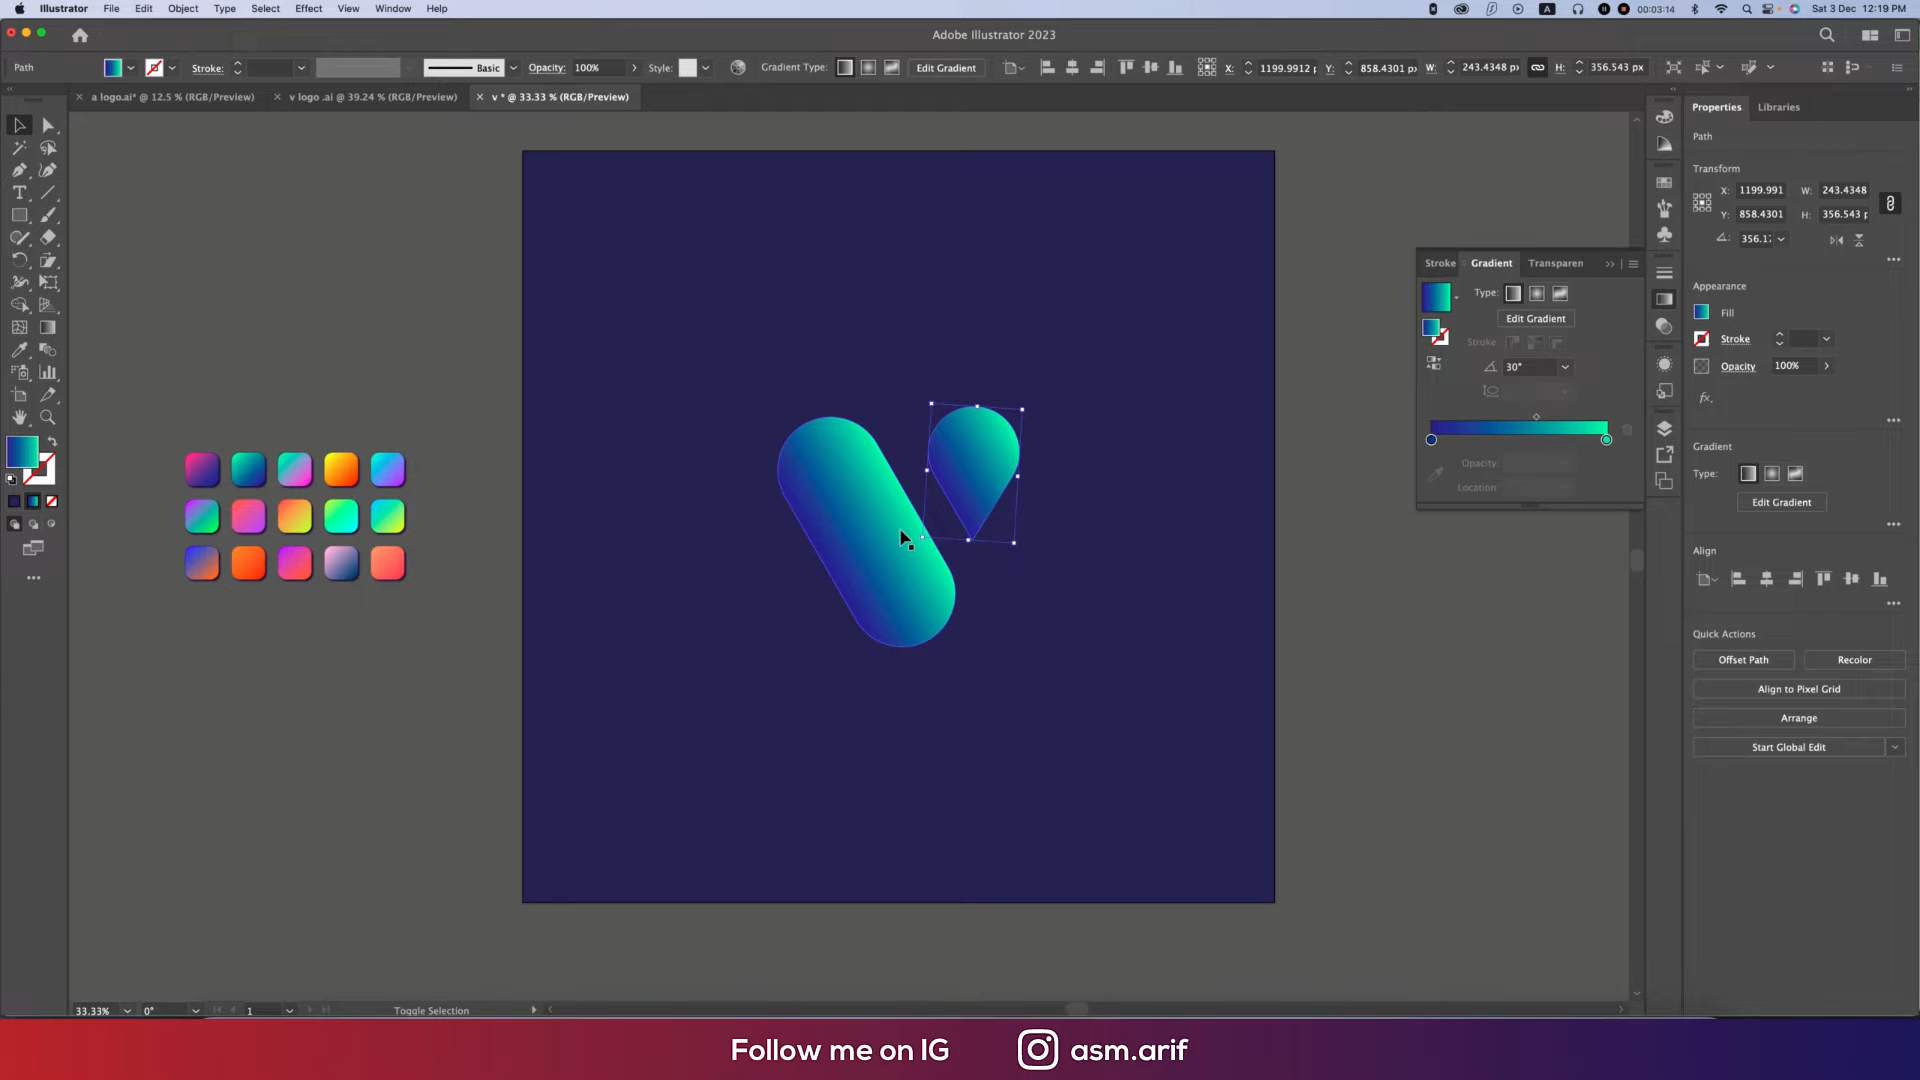 Illustrator File Edit Object Type Select Effect View Window Help
A 00:03:14 Sat 3 Dec 12:19 PM
Adobe Illustrator 2023
Path Stroke: Basic Opacity: 100% Style: Gradient Type: Edit Gradient X: 1199.9912 p Y: 858.4301 px W: 243.4348 px H: 356.543 px
a logo.ai* @ 12.5 % (RGB/Preview) v logo .ai @ 39.24 % (RGB/Preview) v * @ 33.33 % (RGB/Preview)
Properties Libraries
Path
Transform
X: 1199.991 W: 243.4348
Y: 858.4301 H: 356.543 p
356.17
Appearance
Fill
Stroke
Opacity 100%
fx.
Gradient
Type:
Edit Gradient
Align
Quick Actions
Offset Path Recolor
Align to Pixel Grid
Arrange
Start Global Edit
Stroke Gradient Transparen
Type:
Edit Gradient
Stroke:
30°
Opacity:
Location:
33.33% 0° 1 Toggle Selection
Follow me on IG asm.arif